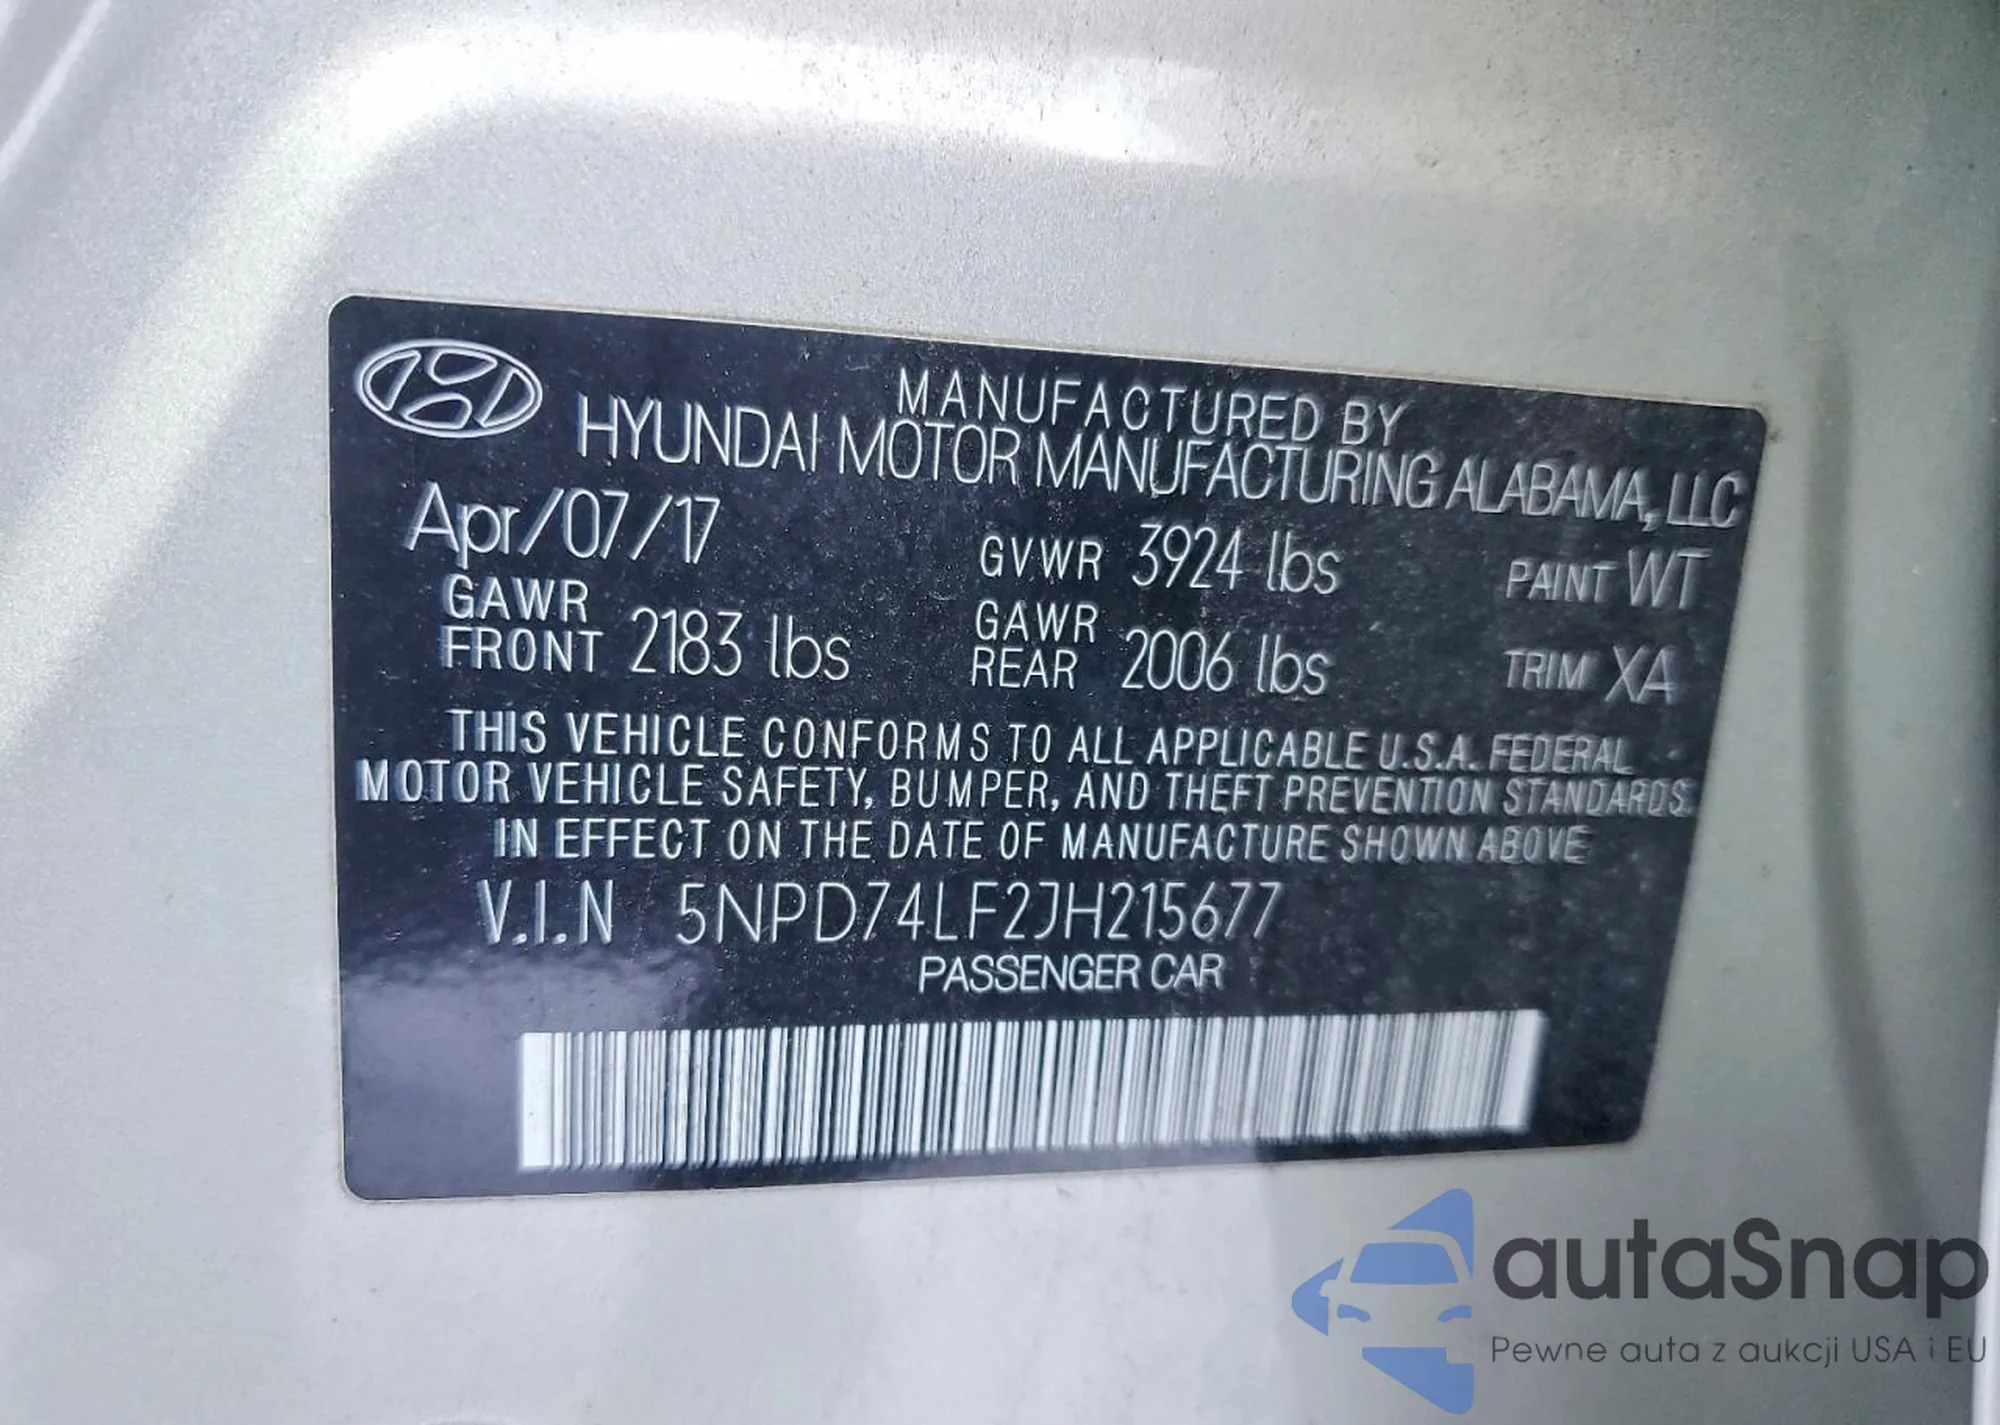 MANUFACTURED BY
HYUNDAI MOTOR MANUFACTURING ALABAMA, LLC
Apr/07/17 GVWR 3924 lbs PAINT WT
GAWR FRONT 2183 lbs GAWR REAR 2006 lbs TRIM XA
THIS VEHICLE CONFORMS TO ALL APPLICABLE U.S.A. FEDERAL
MOTOR VEHICLE SAFETY, BUMPER, AND THEFT PREVENTION STANDARDS
IN EFFECT ON THE DATE OF MANUFACTURE SHOWN ABOVE
V.I.N 5NPD74LF2JH215677
PASSENGER CAR
autaSnap
Pewne auta z aukcji USA i EU